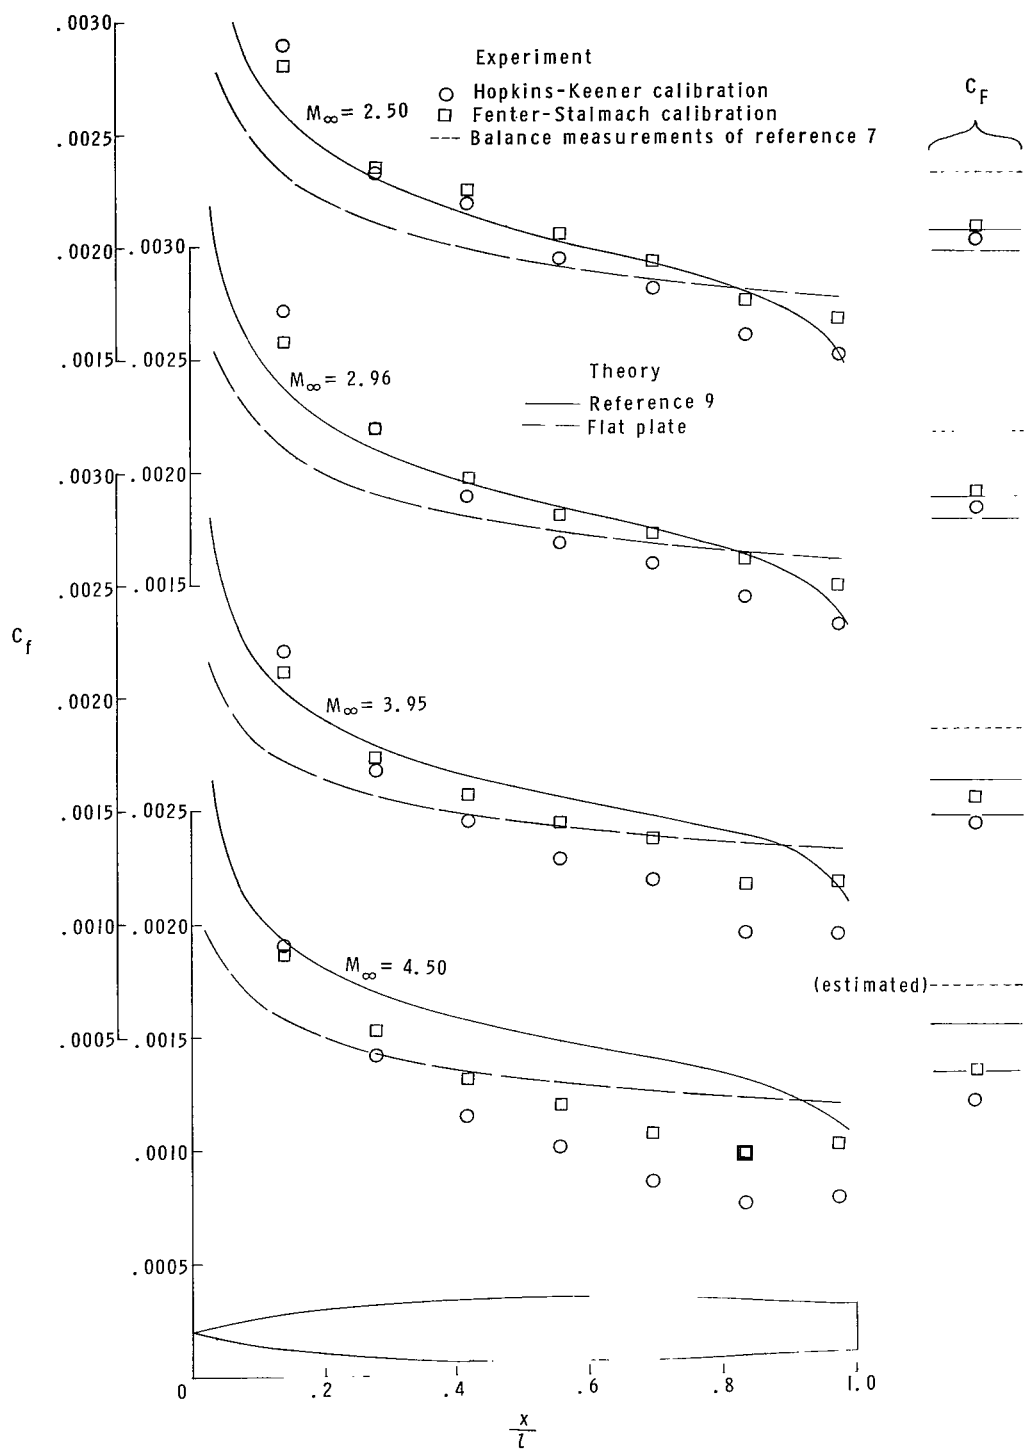 .0030
Experiment
Hopkins-Keener calibration
Fenter-Stalmach calibration
Balance measurements of reference 7
M∞ = 2.50
C_F
.0025
.0020
.0030
.0015
.0025
M∞ = 2.96
Theory
Reference 9
Flat plate
.0030
.0020
.0025
.0015
C_f
.0020
M∞ = 3.95
.0015
.0025
.0010
.0020
M∞ = 4.50
(estimated)
.0005
.0015
.0010
.0005
0 .2 .4 .6 .8 1.0
x
l